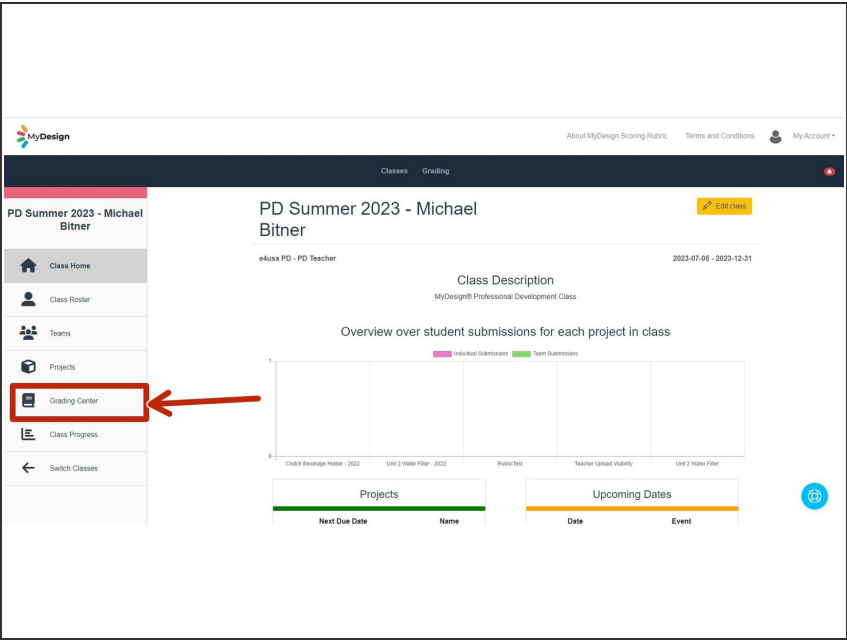 MyDesign
About MyDesign Scoring Rubric Terms and Conditions My Account
Classes Grading
PD Summer 2023 - Michael
Bitner
Class Home
Class Roster
Teams
Projects
Grading Center
Class Progress
Switch Classes
PD Summer 2023 - Michael
Bitner
Edit class
e4usa PD - PD Teacher 2023-07-05 - 2023-12-31
Class Description
MyDesign® Professional Development Class
Overview over student submissions for each project in class
Individual Submissions Team Submissions
1
0
Crutch Beverage Holder - 2022 Unit 2 Water Filter - 2022 RubricTest Teacher Upload Visibility Unit 2 Water Filter
Projects
Next Due Date Name
Upcoming Dates
Date Event